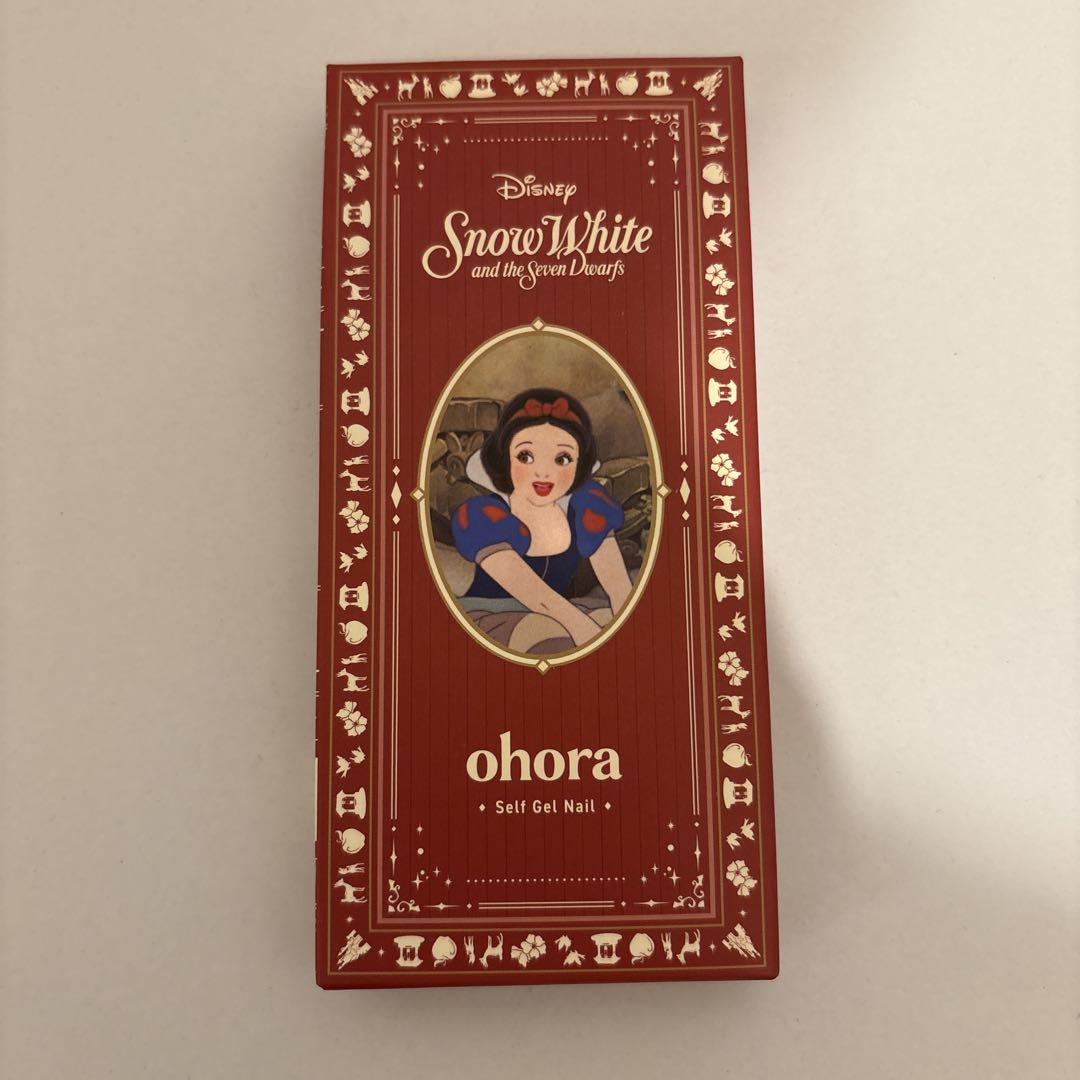 Disney
Snow White
and the Seven Dwarfs
ohora
• Self Gel Nail •